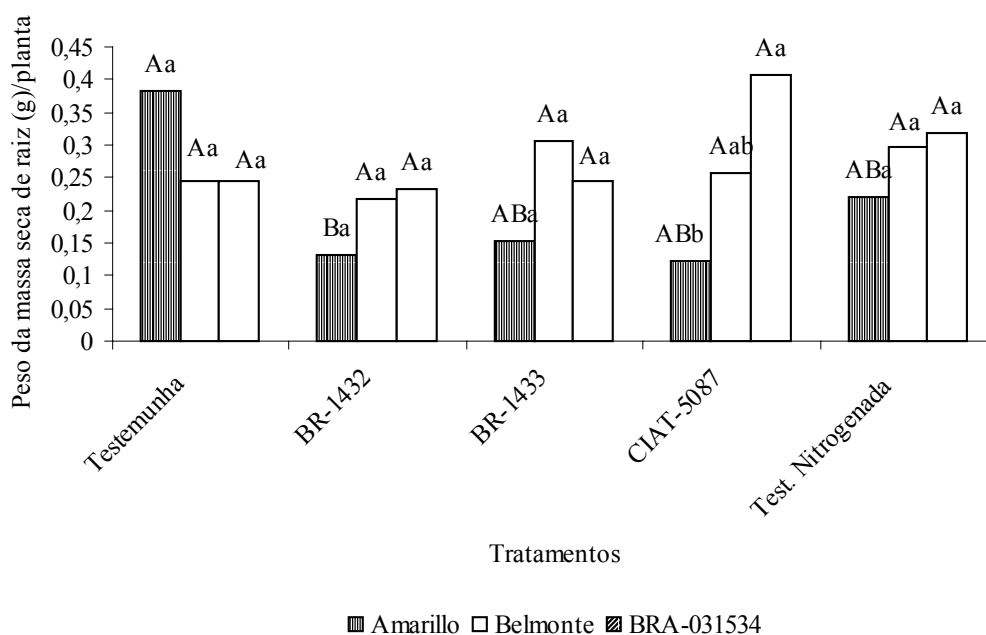 Peso da massa seca de raiz (g)/planta
0,45
0,4
0,35
0,3
0,25
0,2
0,15
0,1
0,05
0
Aa
Aa
Aa
Ba
Aa
Aa
ABa
Aa
Aa
ABb
Aab
Aa
ABa
Aa
Aa
Testemunha
BR-1432
BR-1433
CIAT-5087
Test. Nitrogenada
Tratamentos
Amarillo Belmonte BRA-031534